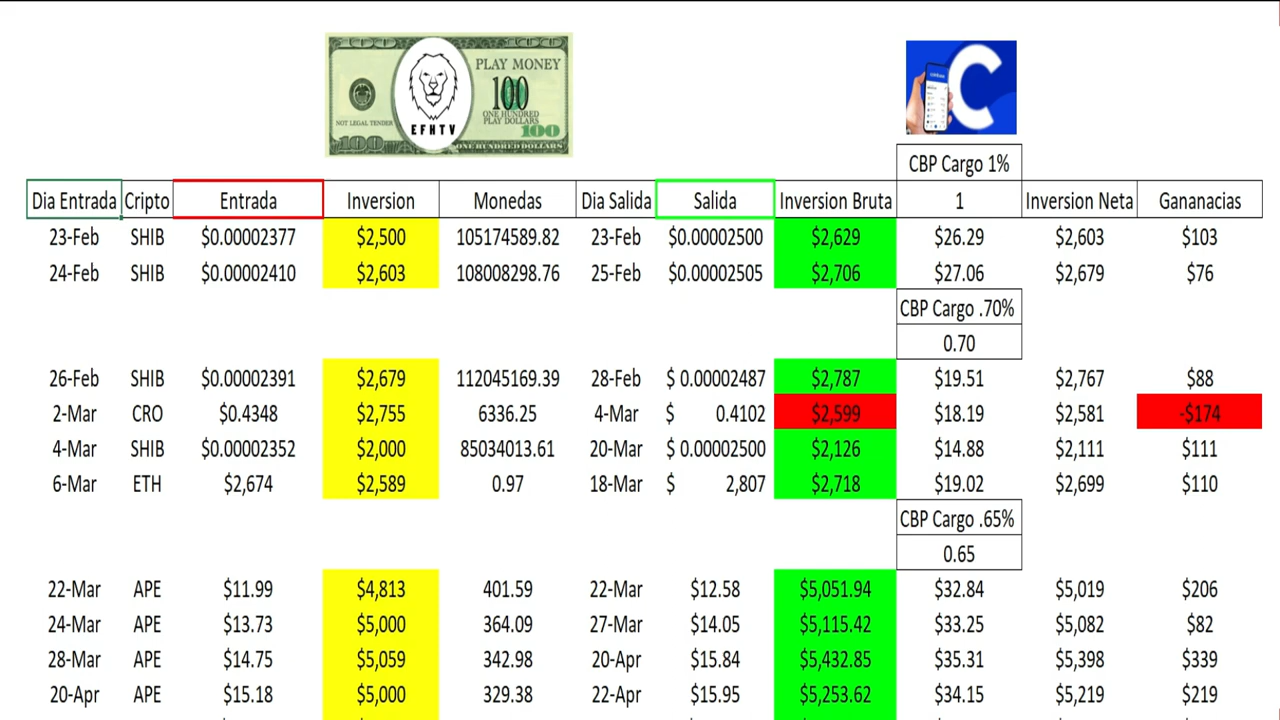 PLAY MONEY
100
NOT LEGAL TENDER
ONE HUNDRED
PLAY DOLLARS
EFHTV
100
100
ONE HUNDRED DOLLARS
C
CBP Cargo 1%
Dia Entrada Cripto Entrada Inversion Monedas Dia Salida Salida Inversion Bruta 1 Inversion Neta Gananacias
23-Feb SHIB $0.00002377 $2,500 105174589.82 23-Feb $0.00002500 $2,629 $26.29 $2,603 $103
24-Feb SHIB $0.00002410 $2,603 108008298.76 25-Feb $0.00002505 $2,706 $27.06 $2,679 $76
CBP Cargo .70%
0.70
26-Feb SHIB $0.00002391 $2,679 112045169.39 28-Feb $ 0.00002487 $2,787 $19.51 $2,767 $88
2-Mar CRO $0.4348 $2,755 6336.25 4-Mar $ 0.4102 $2,599 $18.19 $2,581 -$174
4-Mar SHIB $0.00002352 $2,000 85034013.61 20-Mar $ 0.00002500 $2,126 $14.88 $2,111 $111
6-Mar ETH $2,674 $2,589 0.97 18-Mar $ 2,807 $2,718 $19.02 $2,699 $110
CBP Cargo .65%
0.65
22-Mar APE $11.99 $4,813 401.59 22-Mar $12.58 $5,051.94 $32.84 $5,019 $206
24-Mar APE $13.73 $5,000 364.09 27-Mar $14.05 $5,115.42 $33.25 $5,082 $82
28-Mar APE $14.75 $5,059 342.98 20-Apr $15.84 $5,432.85 $35.31 $5,398 $339
20-Apr APE $15.18 $5,000 329.38 22-Apr $15.95 $5,253.62 $34.15 $5,219 $219